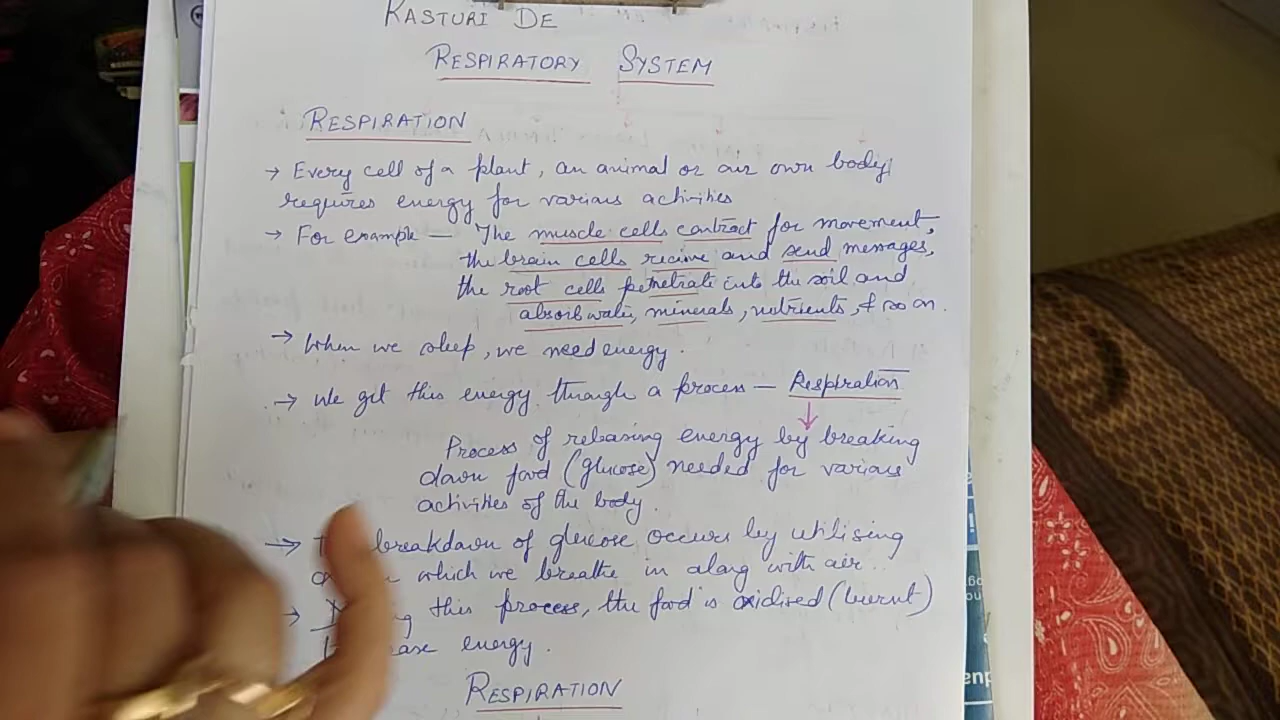 KASTURI DE
RESPIRATORY SYSTEM
RESPIRATION
→ Every cell of a plant, an animal or our own body
requires energy for various activities
→ For example — The muscle cells contract for movement,
the brain cells recieve and send messages,
the root cells penetrate into the soil and
absorb water, minerals, nutrients, & so on.
→ When we sleep, we need energy.
→ We get this energy through a process — Respiration
Process of releasing energy by breaking
down food (glucose) needed for various
activities of the body.
→ breakdown of glucose occurs by utilising
which we breathe in along with air.
→ this process, the food is oxidised (burnt)
energy.
RESPIRATION